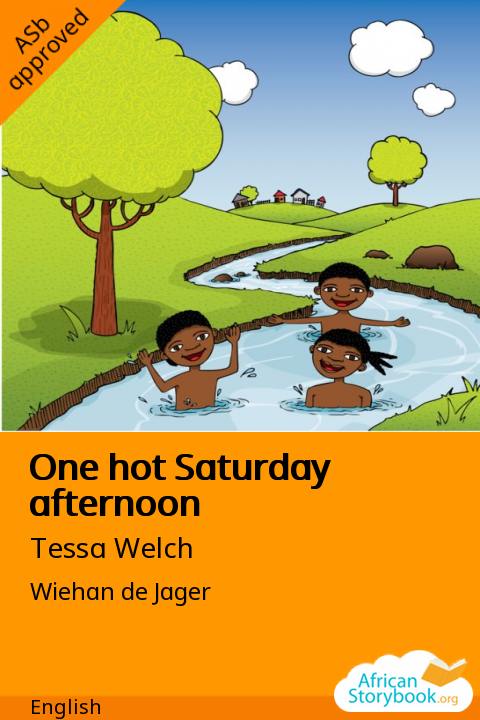 ASb
approved
One hot Saturday
afternoon
Tessa Welch
Wiehan de Jager
African
Storybook.org
English